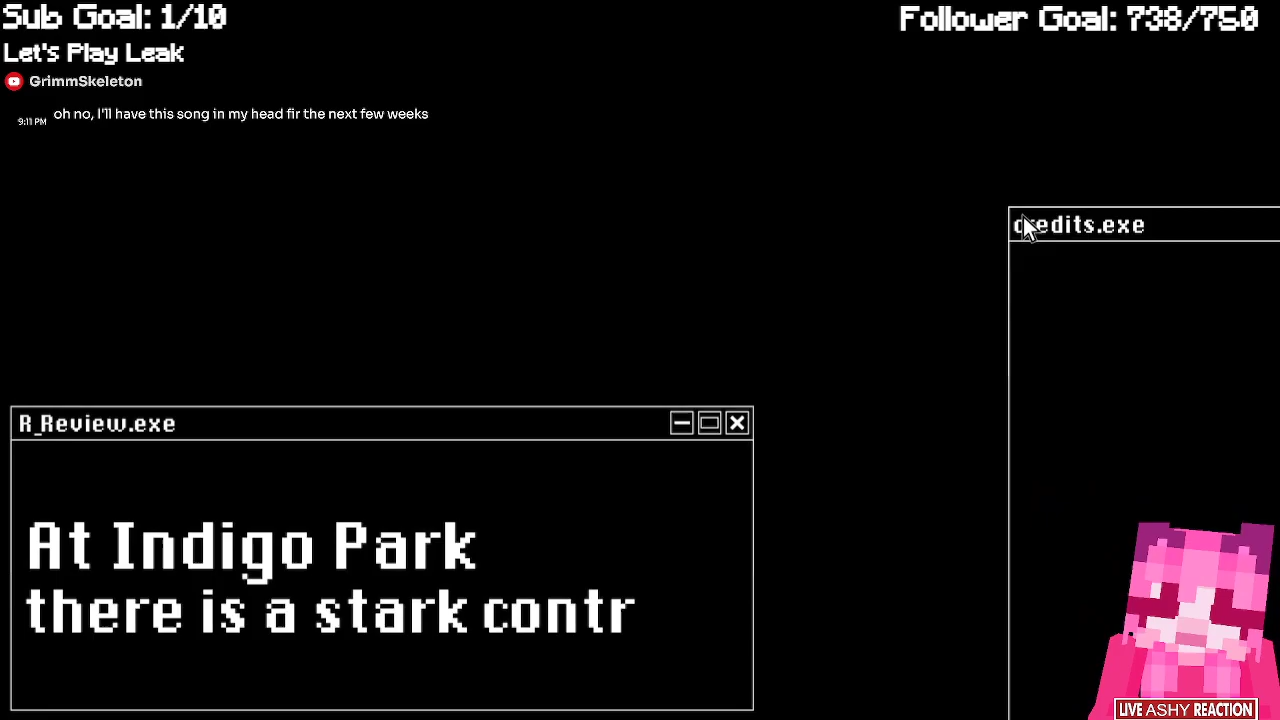 Sub Goal: 1/10
Follower Goal: 738/750
Let's Play Leak
GrimmSkeleton
9:11 PM oh no, I'll have this song in my head fir the next few weeks
credits.exe
R_Review.exe
At Indigo Park
there is a stark contr
LIVE ASHY REACTION